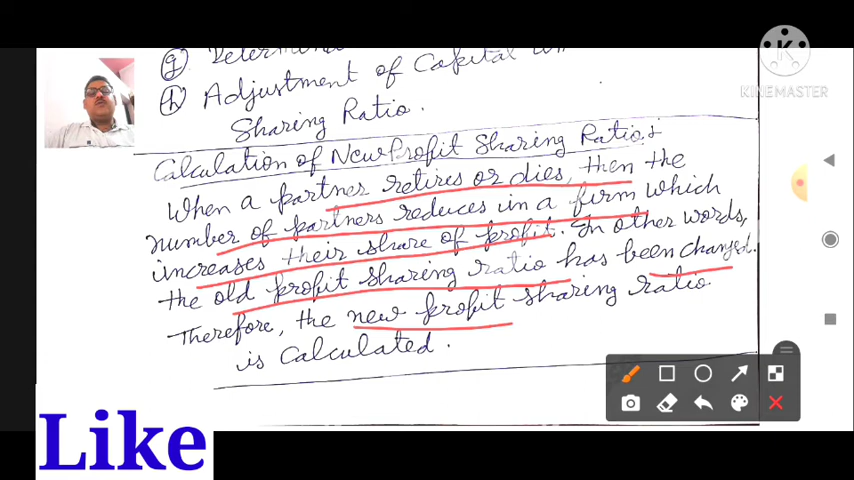 (g)
(h) Adjustment of Capital
Sharing Ratio.
KINEMASTER
Calculation of New Profit Sharing Ratio:
When a partner retires or dies, then the
number of partners reduces in a firm which
increases their share of profit. In other words,
the old profit sharing ratio has been changed.
Therefore, the new profit sharing ratio
is calculated.
Like